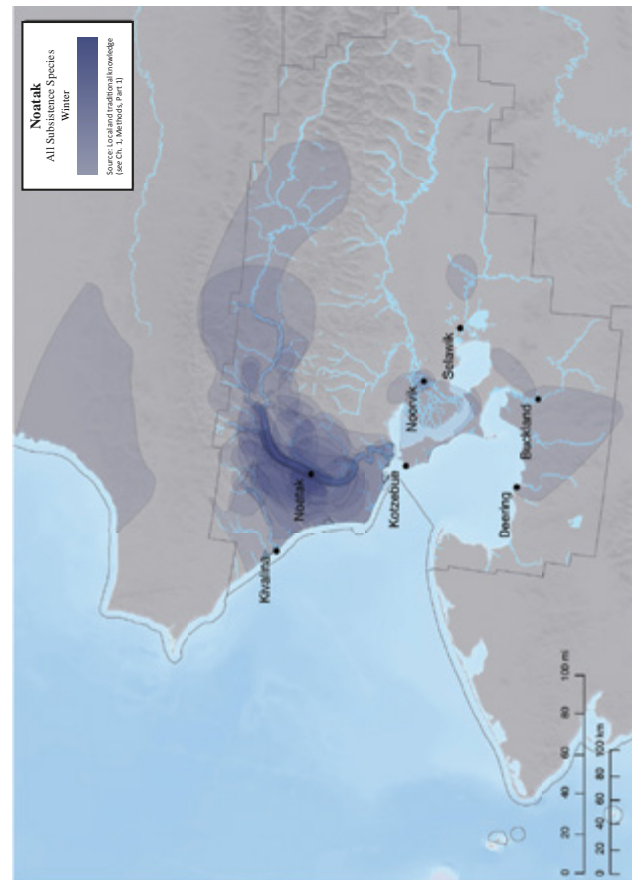 Noatak
All Subsistence Species
Winter
Source: Local and traditional knowledge
(see Ch. 1, Methods, Part 1)
Kivalina
Noatak
Kotzebue
Noorvik
Selawik
Buckland
Deering
0 20 40 60 80 100 mi
0 20 40 60 80 100 km